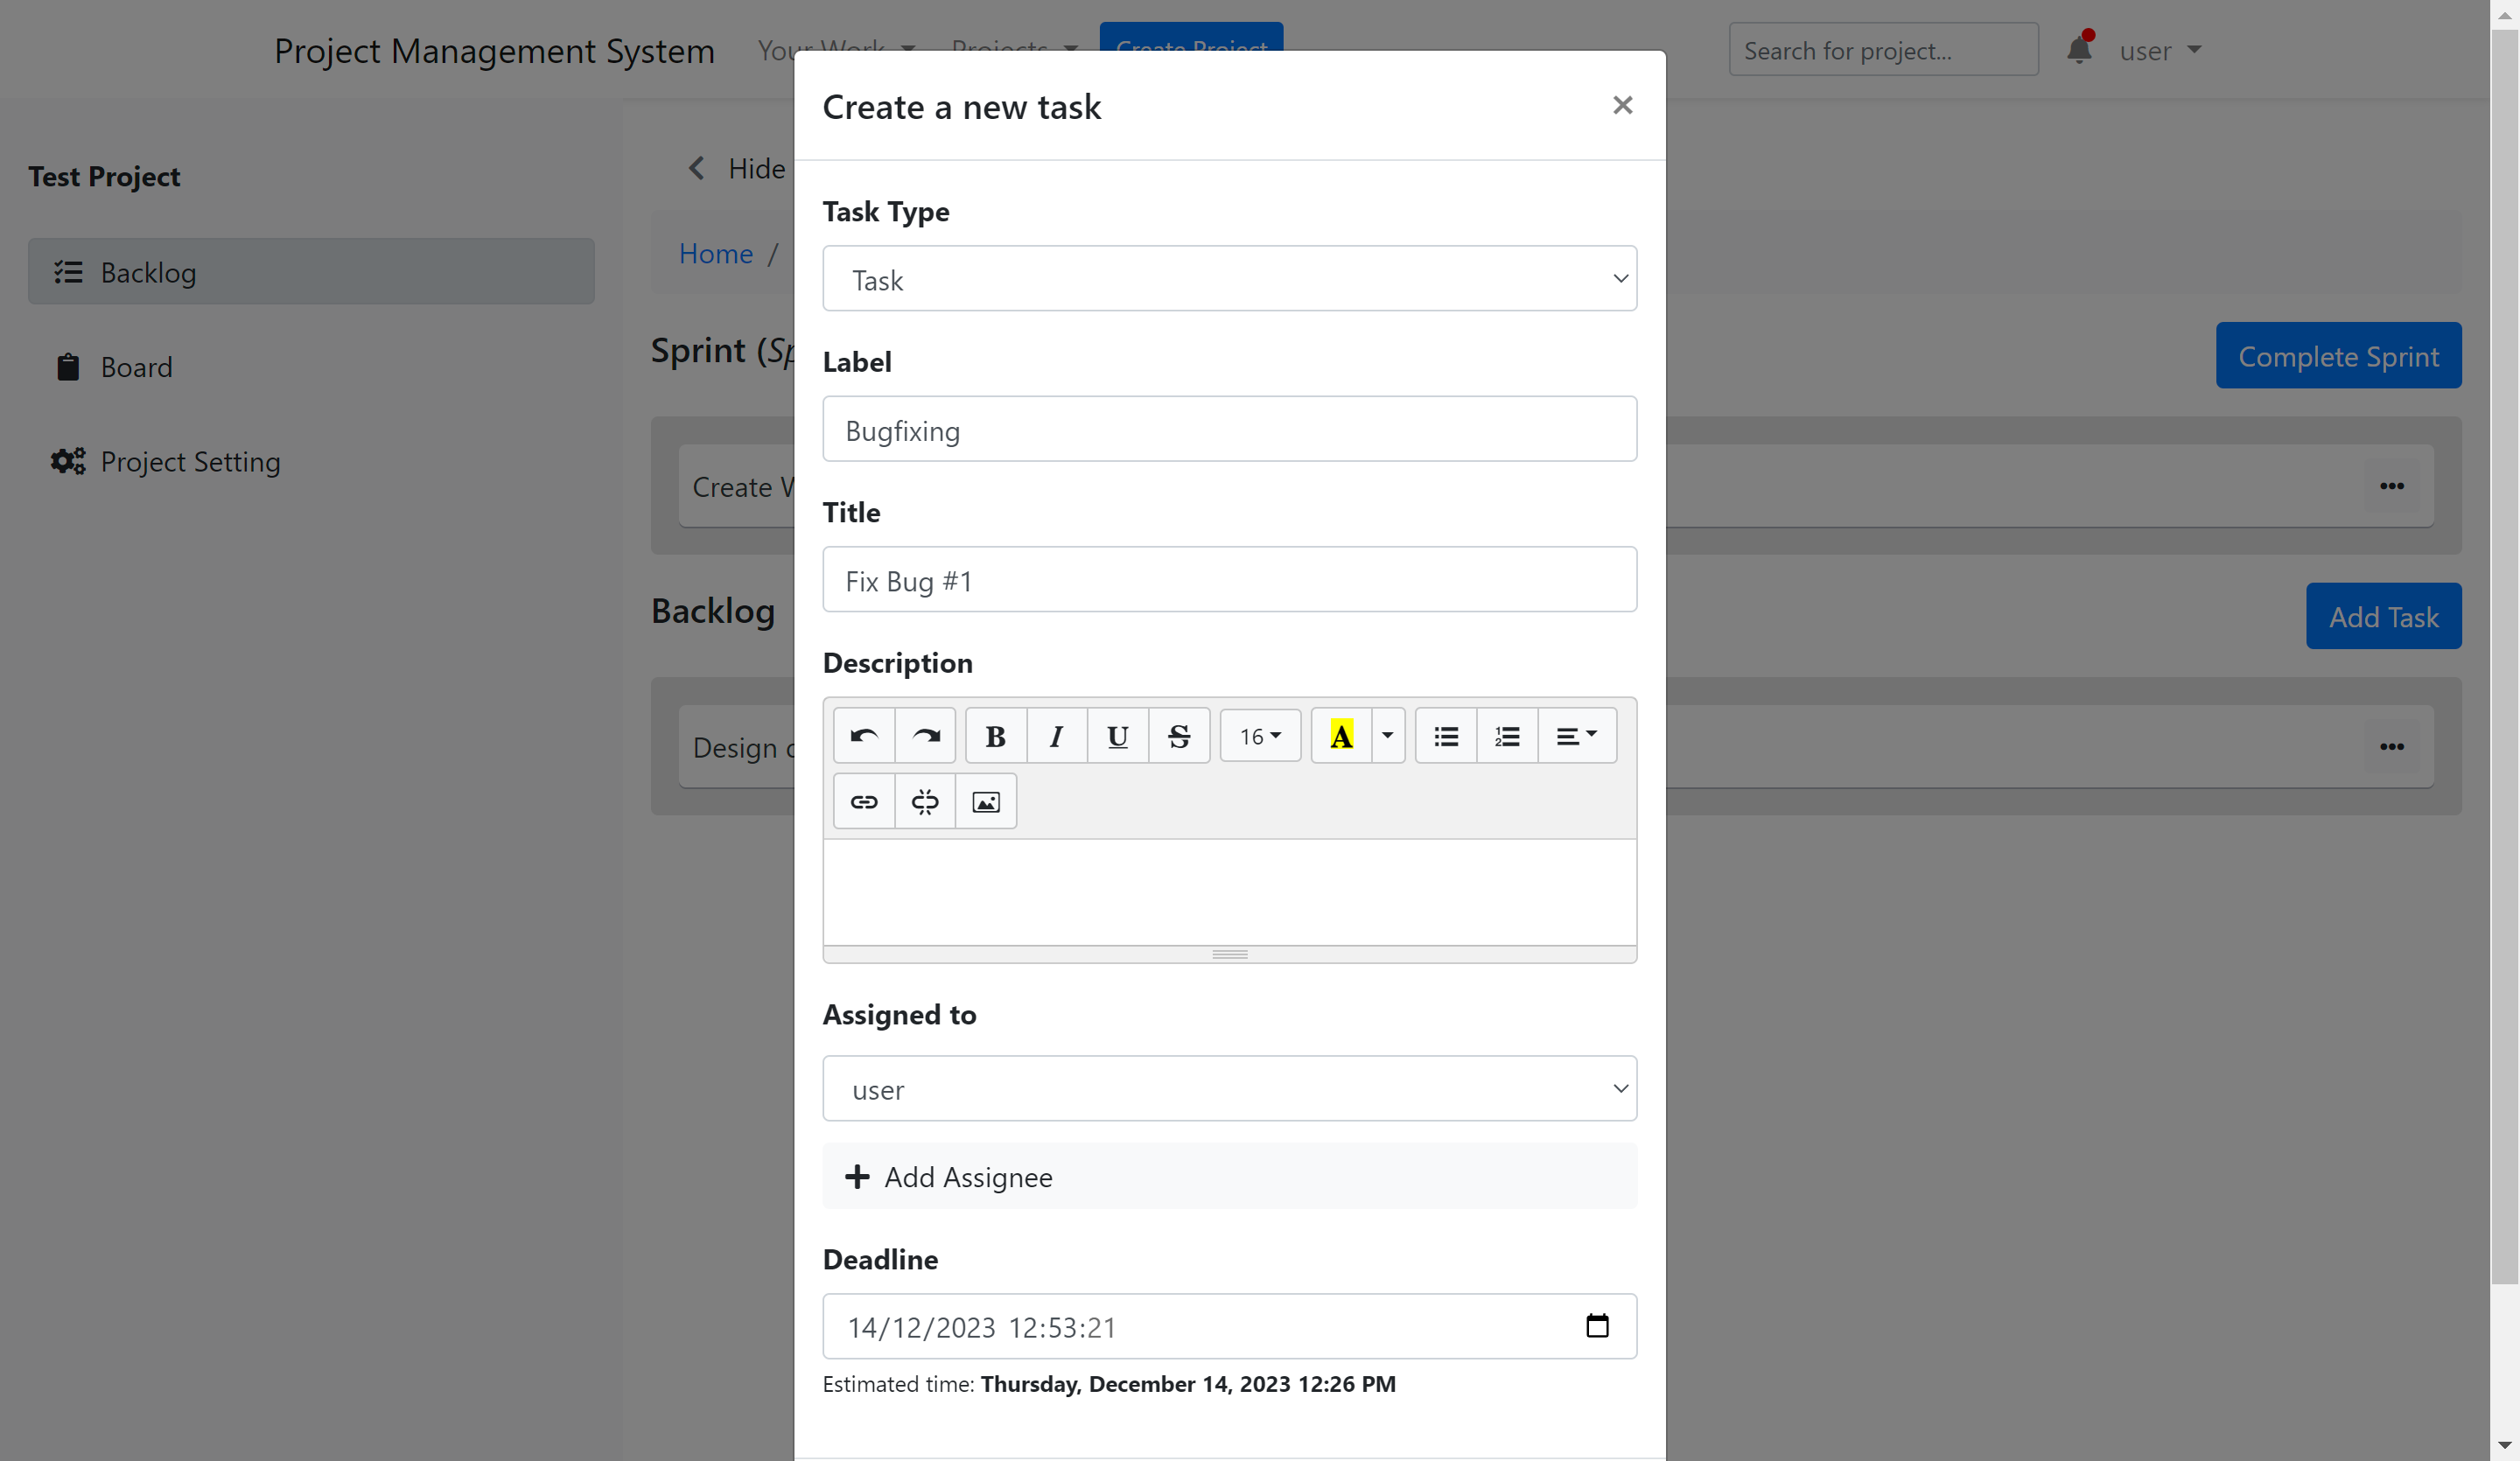 Project Management System Your Work Projects Create Project Search for project... user
Create a new task ×
Test Project
Hide
Task Type
Home /
Backlog
Task
Sprint (Sp
Complete Sprint
Label
Board
Bugfixing
Project Setting
Create W
Title
Fix Bug #1
Backlog
Add Task
Description
B I U S 16 A
Design
Assigned to
user
Add Assignee
Deadline
14/12/2023 12:53:21
Estimated time: Thursday, December 14, 2023 12:26 PM